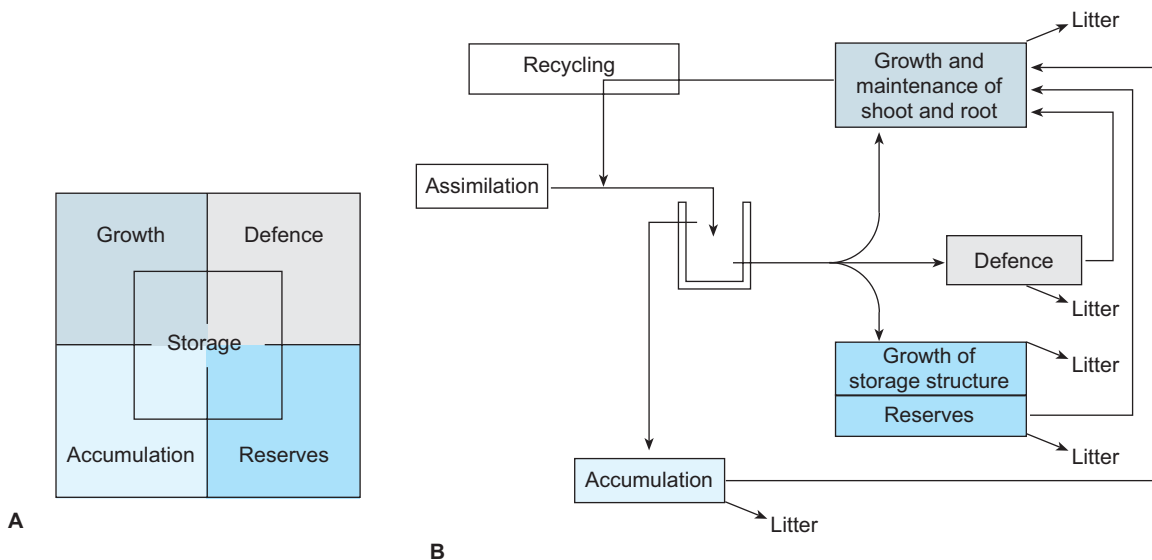 Growth
Defence
Storage
Accumulation
Reserves
A
Litter
Recycling
Growth and
maintenance of
shoot and root
Assimilation
Defence
Litter
Growth of
storage structure
Litter
Reserves
Litter
Accumulation
Litter
B